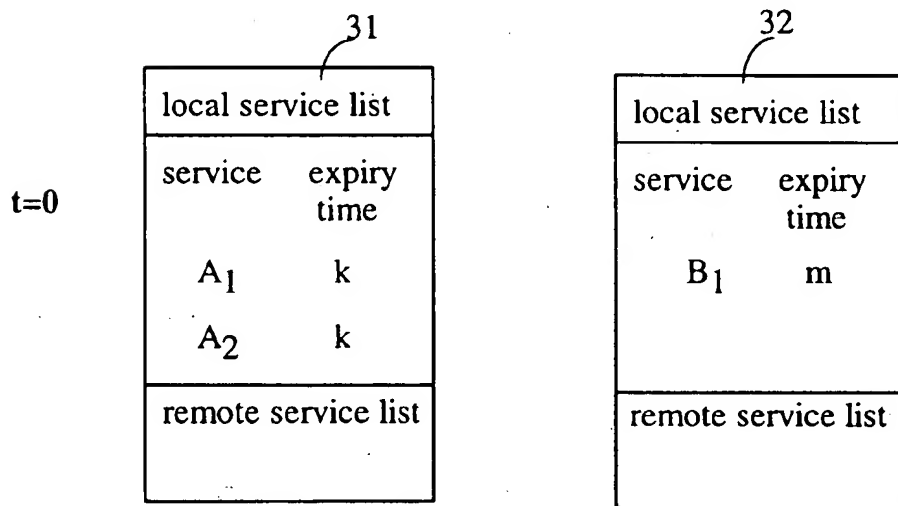 31
local service list
service expiry
time
A1 k
A2 k
remote service list
t=0
32
local service list
service expiry
time
B1 m
remote service list